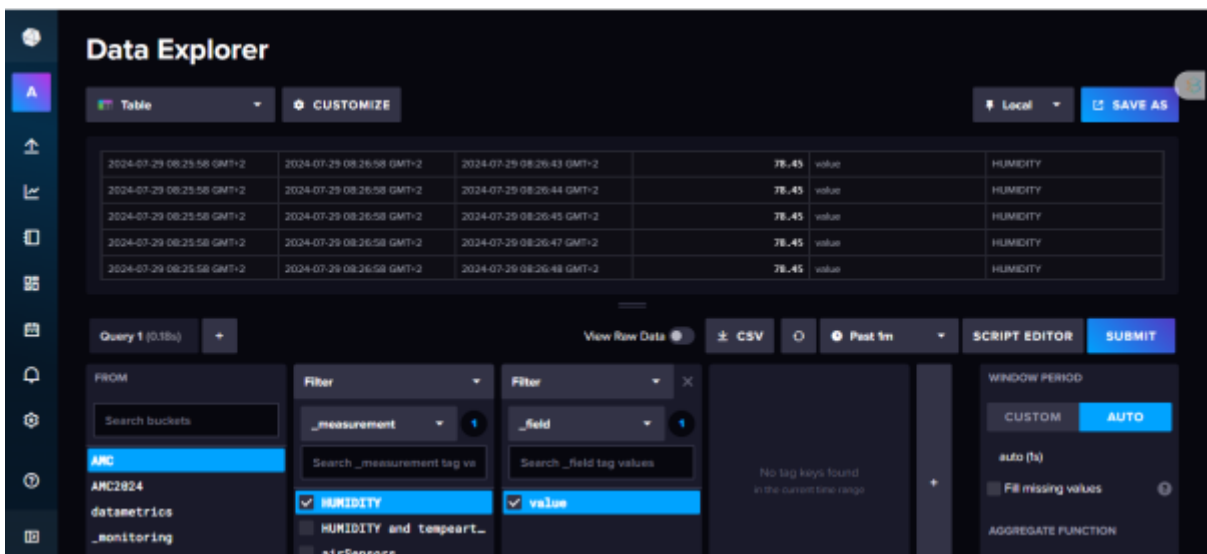 Data Explorer
A
Table
CUSTOMIZE
Local
SAVE AS
2024-07-29 08:25:58 GMT+2 2024-07-29 08:26:58 GMT+2 2024-07-29 08:26:43 GMT+2 78.45 value HUMIDITY
2024-07-29 08:25:58 GMT+2 2024-07-29 08:26:58 GMT+2 2024-07-29 08:26:44 GMT+2 78.45 value HUMIDITY
2024-07-29 08:25:58 GMT+2 2024-07-29 08:26:58 GMT+2 2024-07-29 08:26:45 GMT+2 78.45 value HUMIDITY
2024-07-29 08:25:58 GMT+2 2024-07-29 08:26:58 GMT+2 2024-07-29 08:26:47 GMT+2 78.45 value HUMIDITY
2024-07-29 08:25:58 GMT+2 2024-07-29 08:26:58 GMT+2 2024-07-29 08:26:48 GMT+2 78.45 value HUMIDITY
Query 1 (0.18s) +
View Raw Data
CSV
Past 1m
SCRIPT EDITOR
SUBMIT
FROM
Search buckets
AMC
AMC2024
datametrics
_monitoring
Filter
_measurement 1
Search _measurement tag va
HUMIDITY
HUMIDITY and tempeart…
airSensors
Filter
_field 1
Search _field tag values
value
No tag keys found
in the current time range
+
WINDOW PERIOD
CUSTOM AUTO
auto (1s)
Fill missing values ?
AGGREGATE FUNCTION